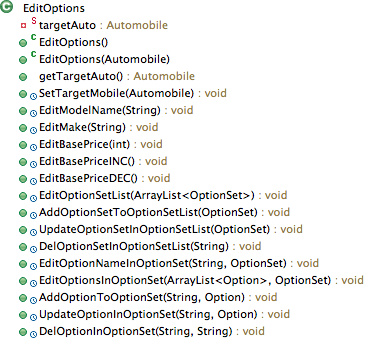 C EditOptions
S targetAuto : Automobile
C EditOptions()
C EditOptions(Automobile)
getTargetAuto() : Automobile
SetTargetMobile(Automobile) : void
EditModelName(String) : void
EditMake(String) : void
EditBasePrice(int) : void
EditBasePriceINC() : void
EditBasePriceDEC() : void
EditOptionSetList(ArrayList<OptionSet>) : void
AddOptionSetToOptionSetList(OptionSet) : void
UpdateOptionSetInOptionSetList(OptionSet) : void
DelOptionSetInOptionSetList(String) : void
EditOptionNameInOptionSet(String, OptionSet) : void
EditOptionsInOptionSet(ArrayList<Option>, OptionSet) : void
AddOptionToOptionSet(String, Option) : void
UpdateOptionInOptionSet(String, Option) : void
DelOptionInOptionSet(String, String) : void